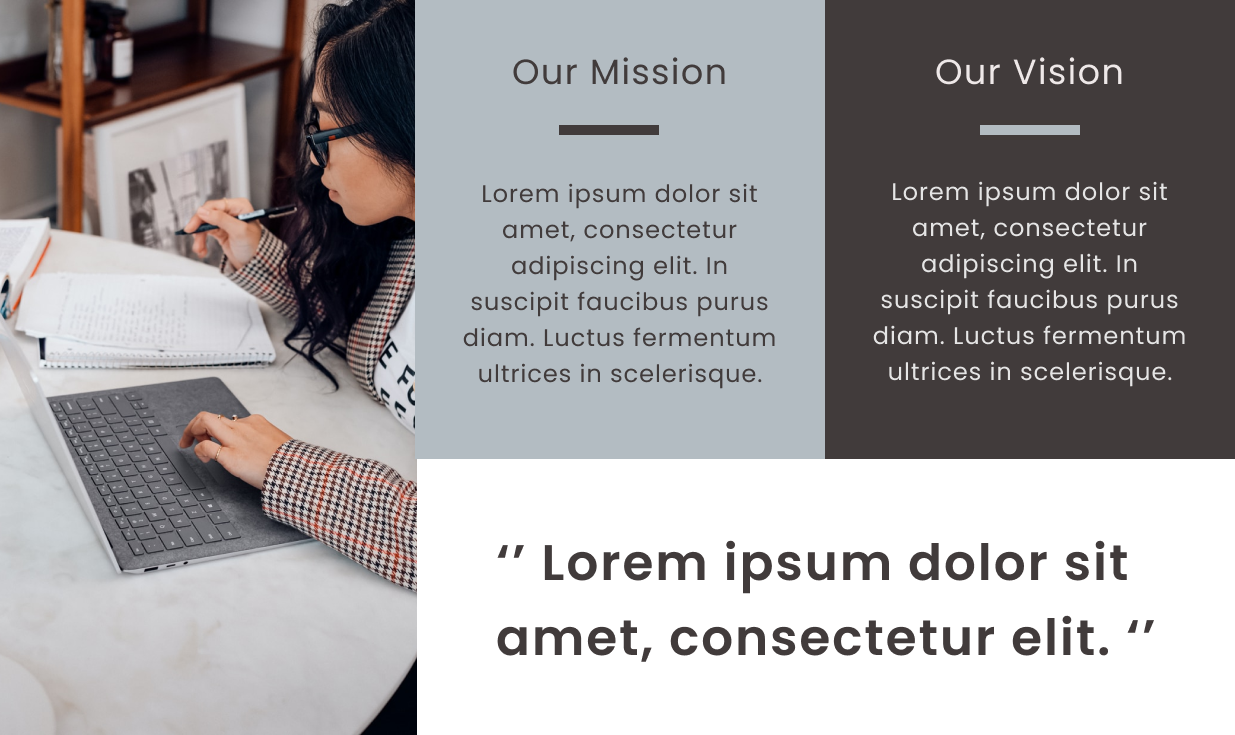 Our Mission
Lorem ipsum dolor sit
amet, consectetur
adipiscing elit. In
suscipit faucibus purus
diam. Luctus fermentum
ultrices in scelerisque.
Our Vision
Lorem ipsum dolor sit
amet, consectetur
adipiscing elit. In
suscipit faucibus purus
diam. Luctus fermentum
ultrices in scelerisque.
‘’ Lorem ipsum dolor sit
amet, consectetur elit. ‘’